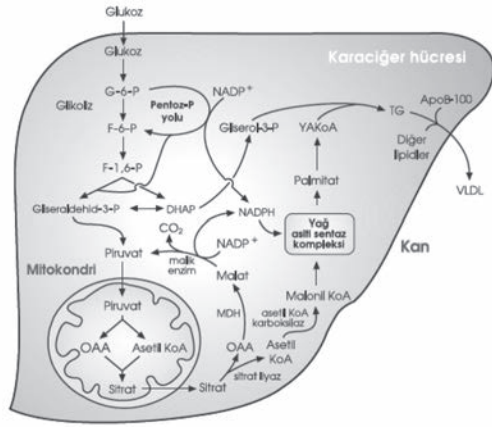 Glukoz
Karaciğer hücresi
Glukoz
G-6-P
NADP+
Glikoliz
Pentoz-P
yolu
F-6-P
Gliserol-3-P
YAKoA
TG
ApoB-100
Diğer
lipidler
VLDL
F-1,6-P
Palmitat
Gliseraldehid-3-P
DHAP
NADPH
CO2
NADP+
Yağ
asiti sentaz
kompleksi
Kan
Piruvat
malik
enzim
Mitokondri
Malat
Malonil KoA
Piruvat
MDH
asetil KoA
karboksilaz
OAA
Asetil KoA
OAA
Asetil
KoA
Sitrat
Sitrat
sitrat liyaz